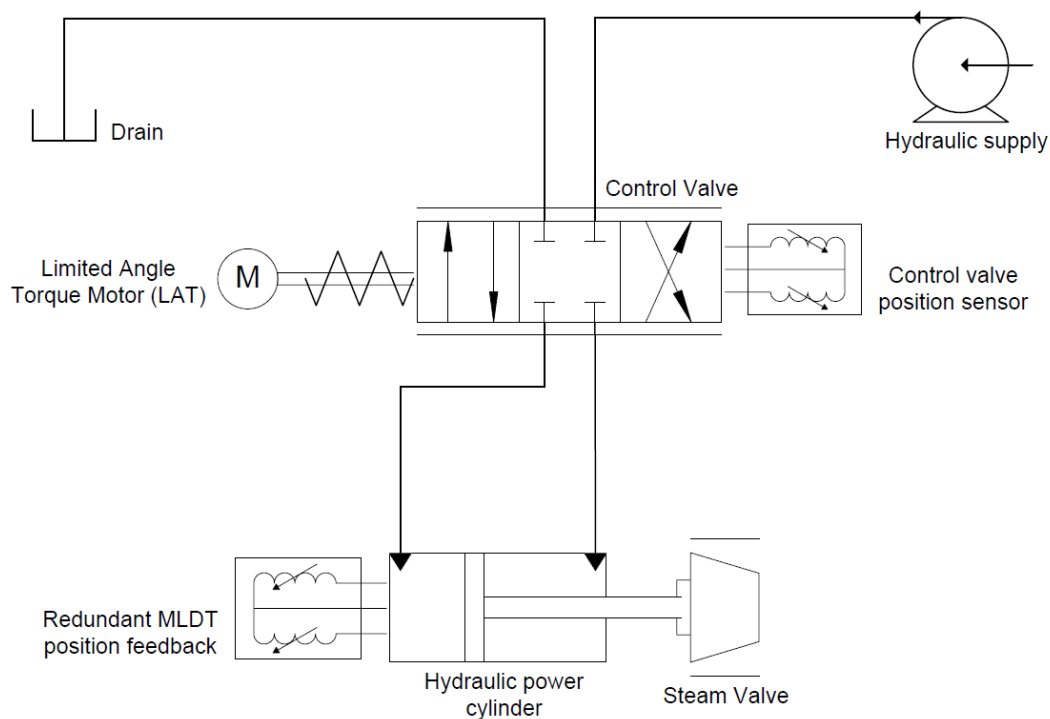 Drain
Hydraulic supply
Control Valve
Limited Angle
Torque Motor (LAT)
M
Control valve
position sensor
Redundant MLDT
position feedback
Hydraulic power
cylinder
Steam Valve